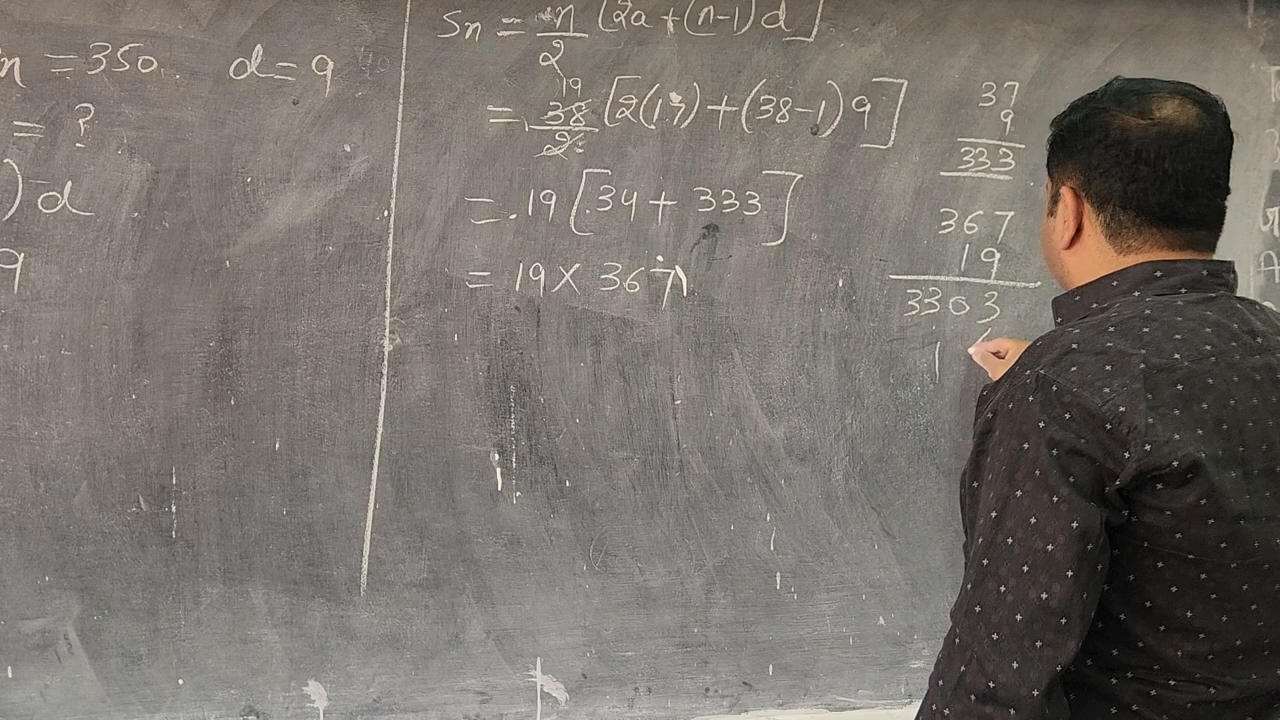 n = 350. d = 9
= ?
) d
9
Sn = n/2 [2a + (n-1) d]
= 38/2 [2(17) + (38-1) 9]
19
= 19 [34 + 333]
= 19 X 367
37
9
333
367
19
3303
1